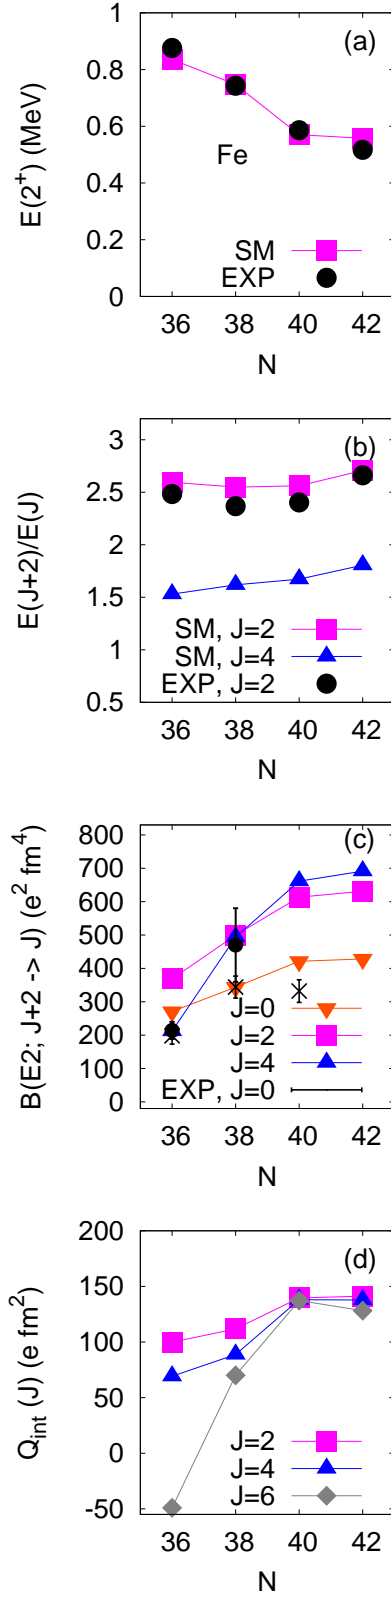 (a)
1
0.8
0.6
0.4
0.2
0
E(2⁺) (MeV)
Fe
SM
EXP
36 38 40 42
N
(b)
3
2.5
2
1.5
1
0.5
E(J+2)/E(J)
SM, J=2
SM, J=4
EXP, J=2
36 38 40 42
N
(c)
800
700
600
500
400
300
200
100
0
B(E2; J+2 -> J) (e² fm⁴)
J=0
J=2
J=4
EXP, J=0
36 38 40 42
N
(d)
200
150
100
50
0
-50
Q_int (J) (e fm²)
J=2
J=4
J=6
36 38 40 42
N